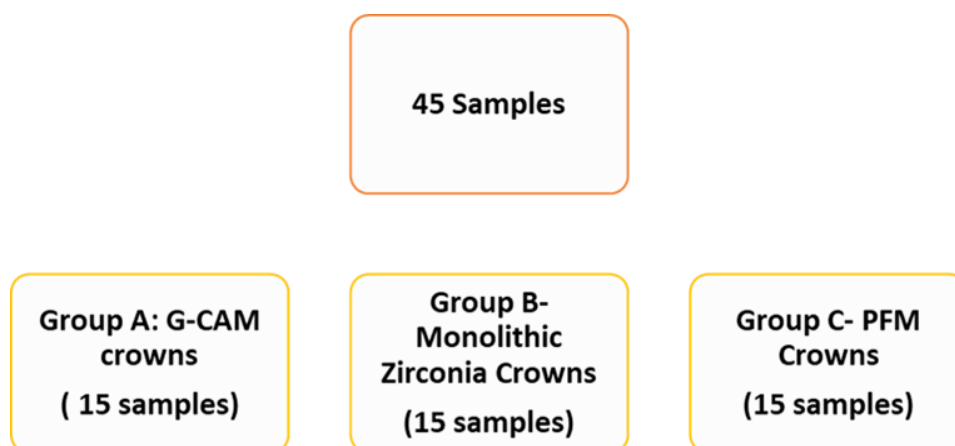 45 Samples
Group A: G-CAM
crowns
( 15 samples)
Group B-
Monolithic
Zirconia Crowns
(15 samples)
Group C- PFM
Crowns
(15 samples)